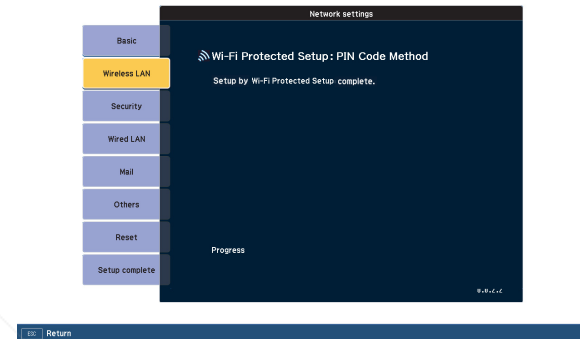 Network settings
Basic
Wireless LAN
Security
Wired LAN
Mail
Others
Reset
Setup complete
Wi-Fi Protected Setup: PIN Code Method
Setup by Wi-Fi Protected Setup complete.
Progress
ESC Return